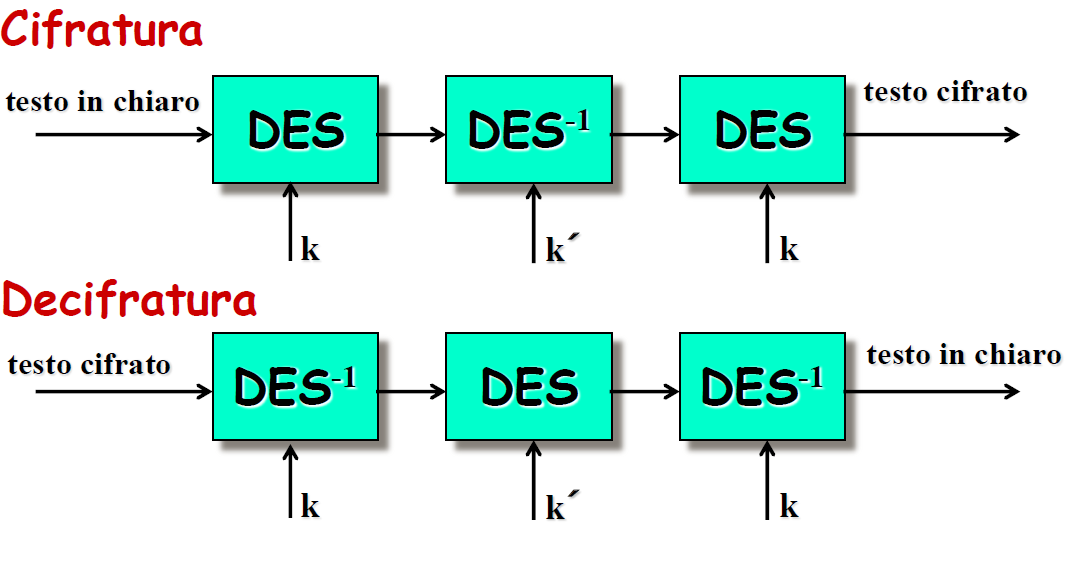 Cifratura
testo in chiaro
DES
DES-1
DES
testo cifrato
k
k´
k
Decifratura
testo cifrato
DES-1
DES
DES-1
testo in chiaro
k
k´
k